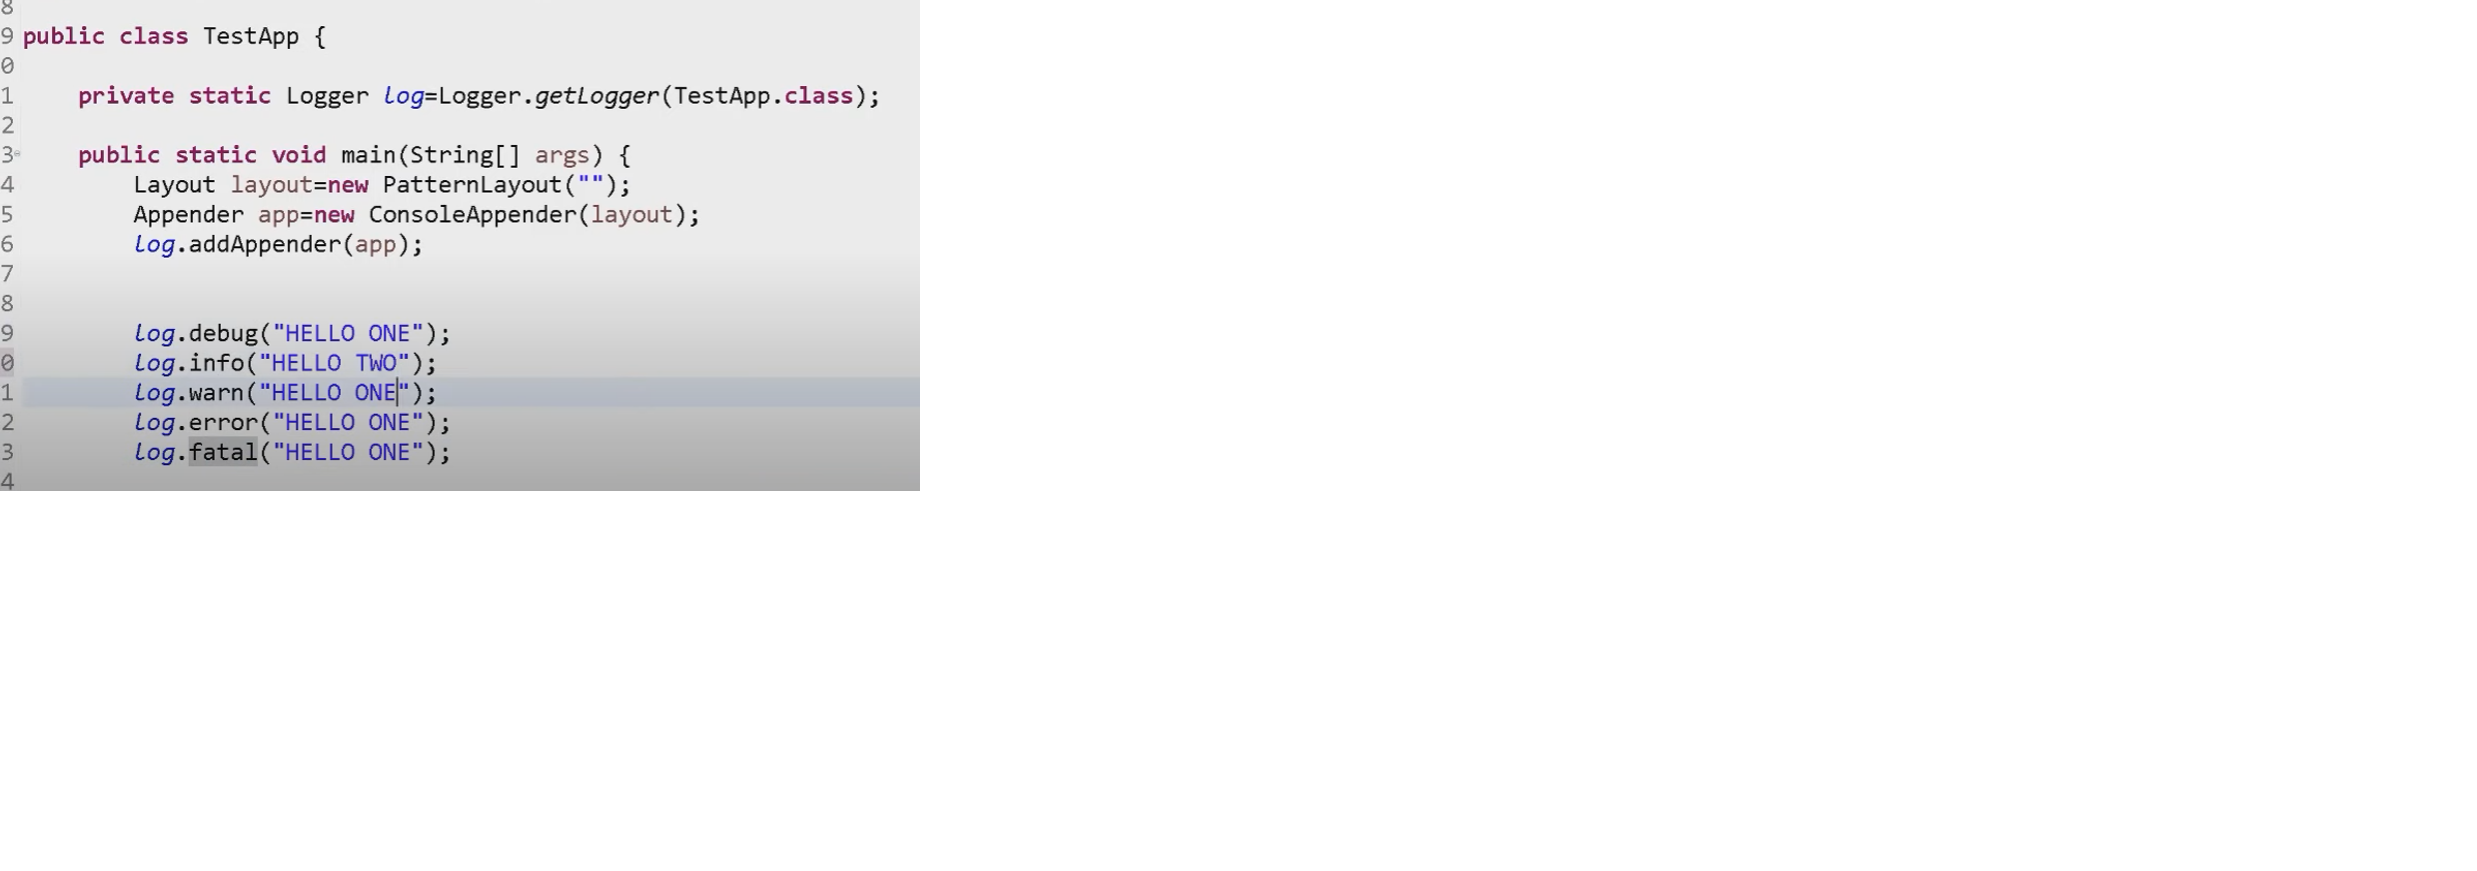 8
9 public class TestApp {
0
1 private static Logger log=Logger.getLogger(TestApp.class);
2
3 public static void main(String[] args) {
4 Layout layout=new PatternLayout("");
5 Appender app=new ConsoleAppender(layout);
6 log.addAppender(app);
7
8
9 log.debug("HELLO ONE");
0 log.info("HELLO TWO");
1 log.warn("HELLO ONE");
2 log.error("HELLO ONE");
3 log.fatal("HELLO ONE");
4